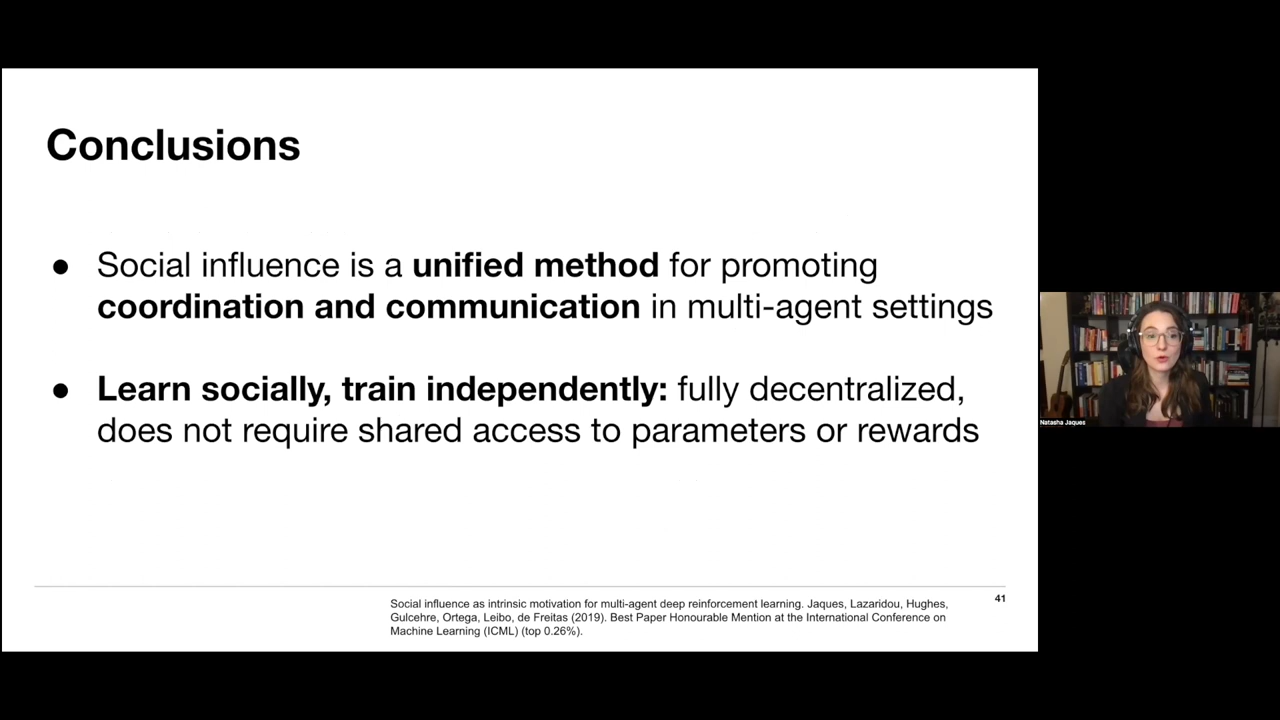 Conclusions
● Social influence is a unified method for promoting
coordination and communication in multi-agent settings
● Learn socially, train independently: fully decentralized,
does not require shared access to parameters or rewards
Social influence as intrinsic motivation for multi-agent deep reinforcement learning. Jaques, Lazaridou, Hughes,
Gulcehre, Ortega, Leibo, de Freitas (2019). Best Paper Honourable Mention at the International Conference on
Machine Learning (ICML) (top 0.26%).
41
Natasha Jaques